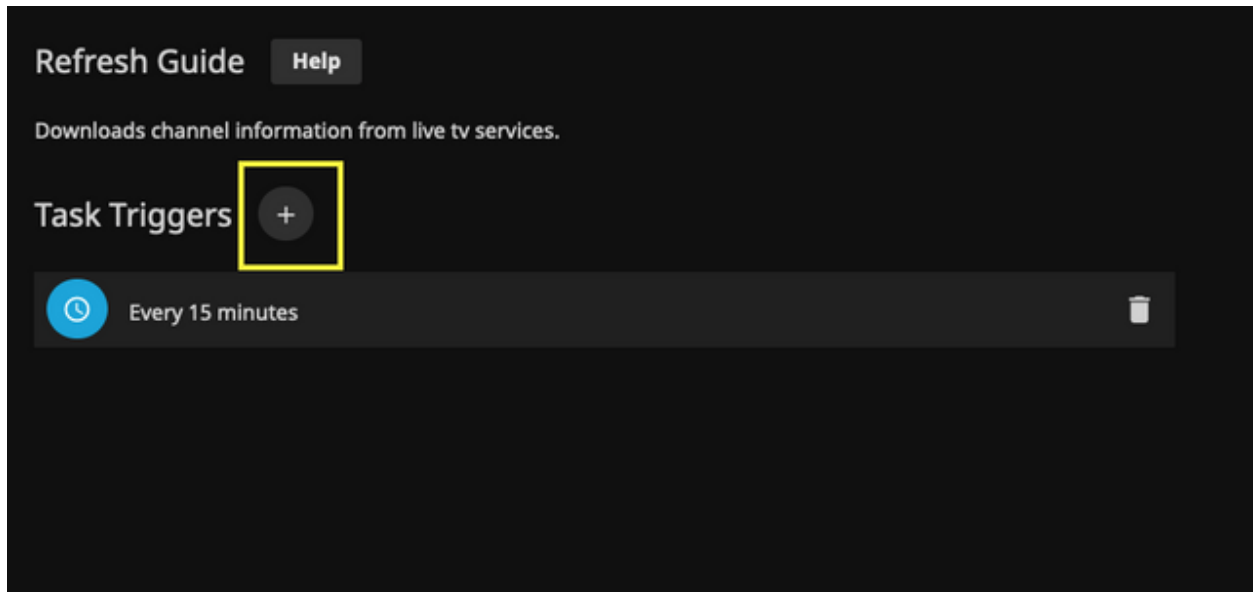 Refresh Guide Help
Downloads channel information from live tv services.
Task Triggers +
Every 15 minutes